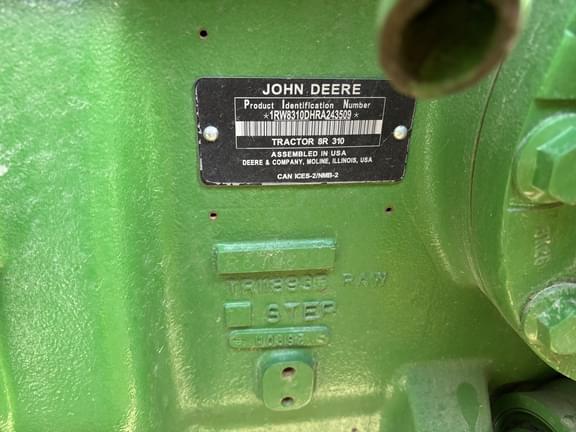 JOHN DEERE
Product Identification Number
*1RW8310DHRA243509*
TRACTOR 8R 310
ASSEMBLED IN USA
DEERE & COMPANY, MOLINE, ILLINOIS, USA
CAN ICES-2/NMB-2
RAW
STEP